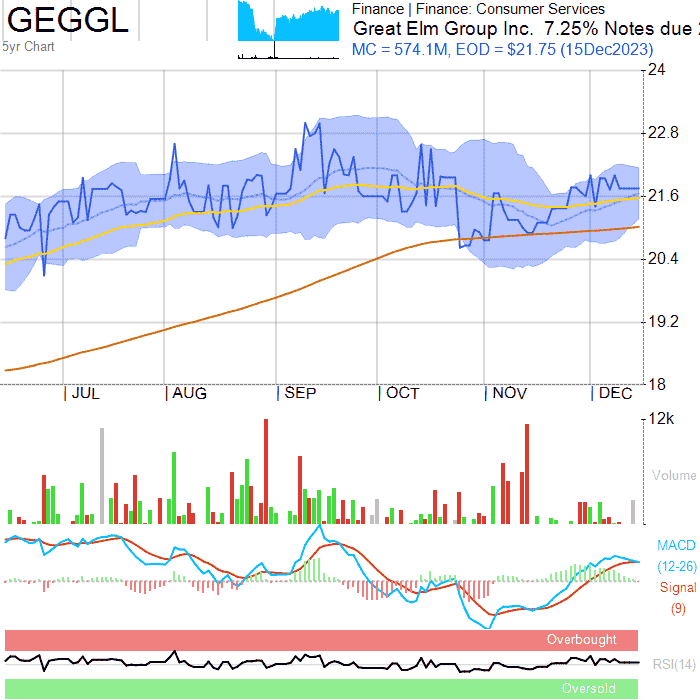 GEGGL
5yr Chart
Finance | Finance: Consumer Services
Great Elm Group Inc. 7.25% Notes due
MC = 574.1M, EOD = $21.75 (15Dec2023)
24
22.8
21.6
20.4
19.2
18
JUL
AUG
SEP
OCT
NOV
DEC
12k
Volume
MACD
(12-26)
Signal
(9)
Overbought
RSI(14)
Oversold